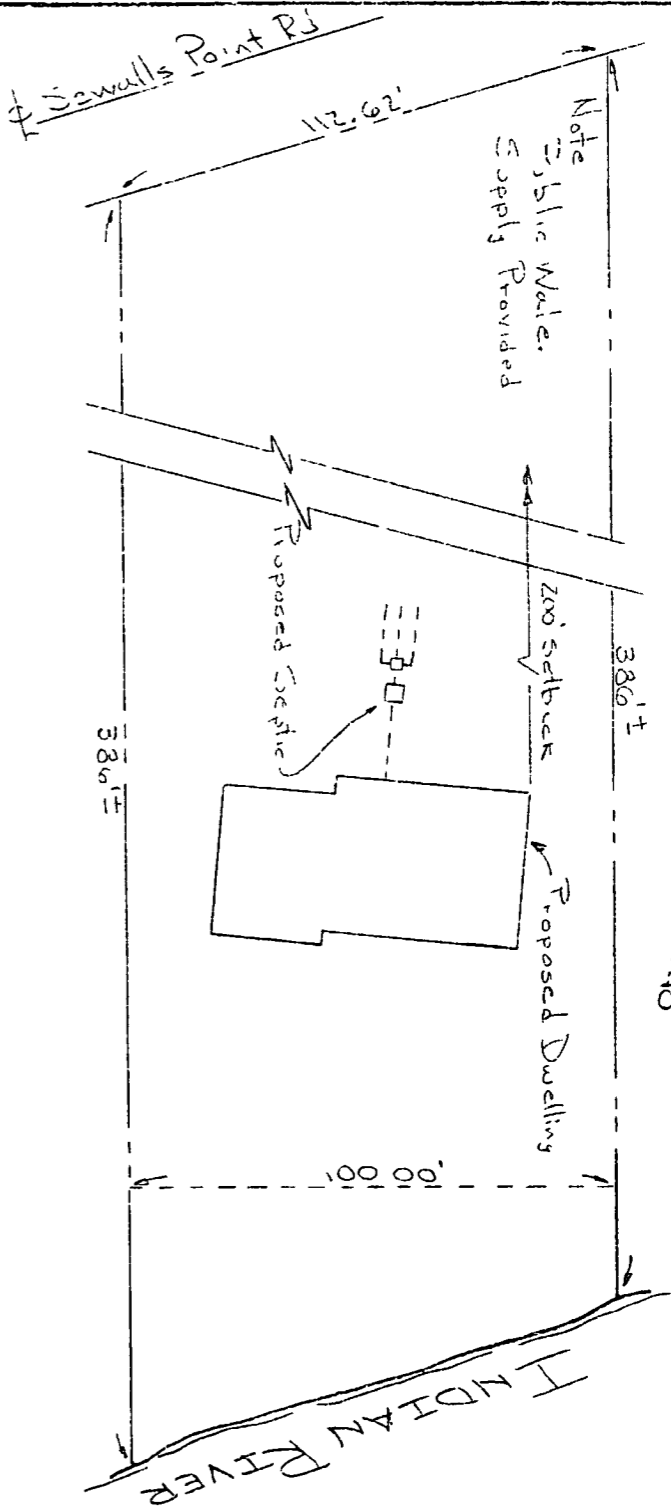 ℄ Sewalls Point Rd
112.62'
Note
Public Water
Supply Provided
200' setback
386'±
Proposed Septic
386'±
Proposed Dwelling
100.00'
INDIAN RIVER